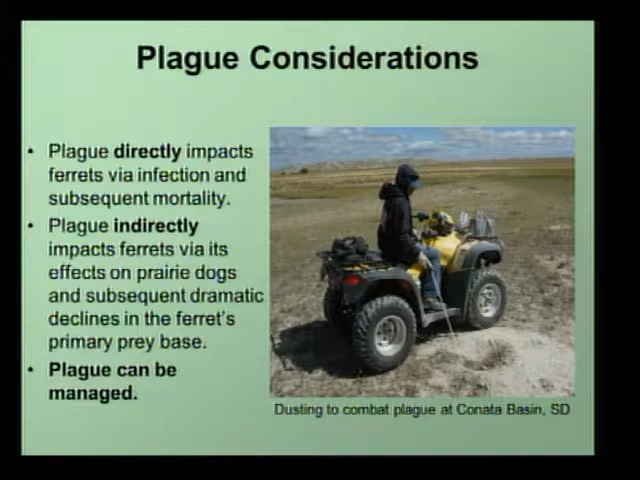 Plague Considerations
• Plague directly impacts
ferrets via infection and
subsequent mortality.
• Plague indirectly
impacts ferrets via its
effects on prairie dogs
and subsequent dramatic
declines in the ferret's
primary prey base.
• Plague can be
managed.
Dusting to combat plague at Conata Basin, SD